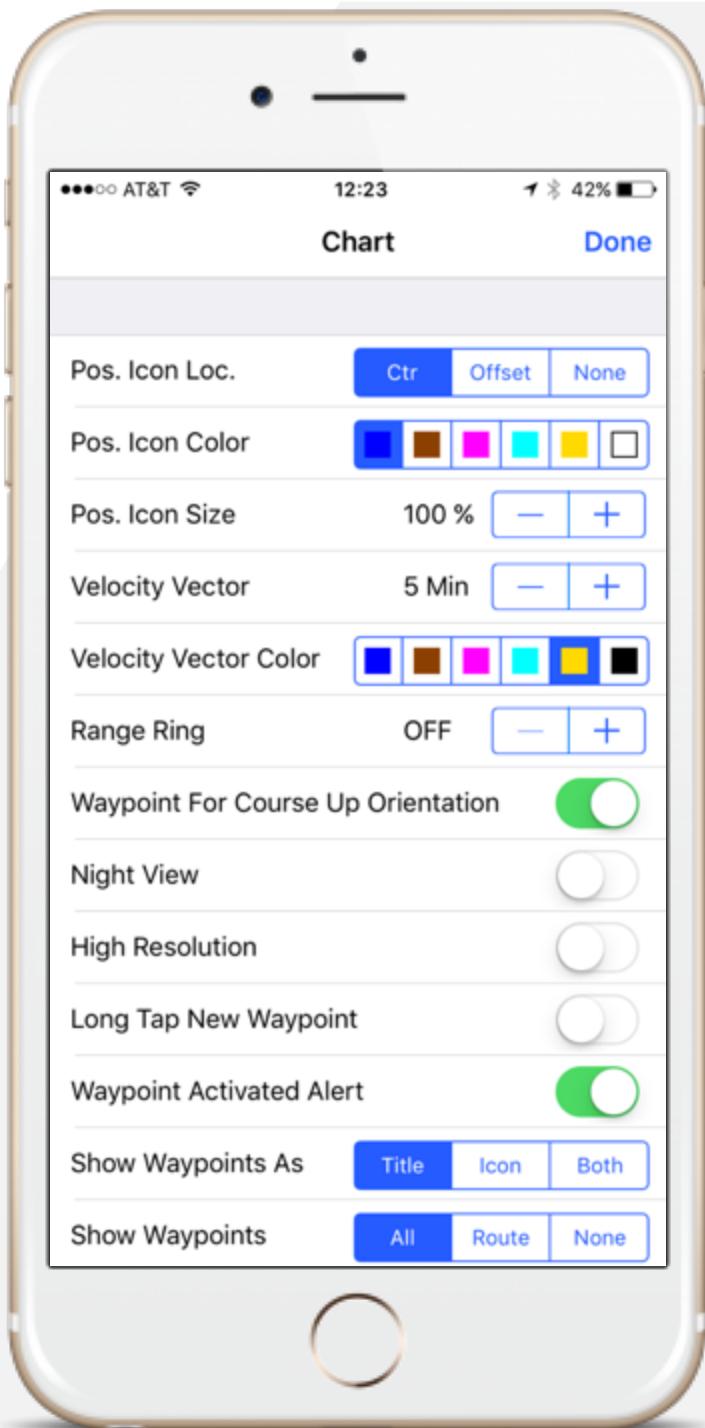 AT&T 12:23 42%
Chart Done
Pos. Icon Loc. Ctr Offset None
Pos. Icon Color
Pos. Icon Size 100 % — +
Velocity Vector 5 Min — +
Velocity Vector Color
Range Ring OFF — +
Waypoint For Course Up Orientation
Night View
High Resolution
Long Tap New Waypoint
Waypoint Activated Alert
Show Waypoints As Title Icon Both
Show Waypoints All Route None